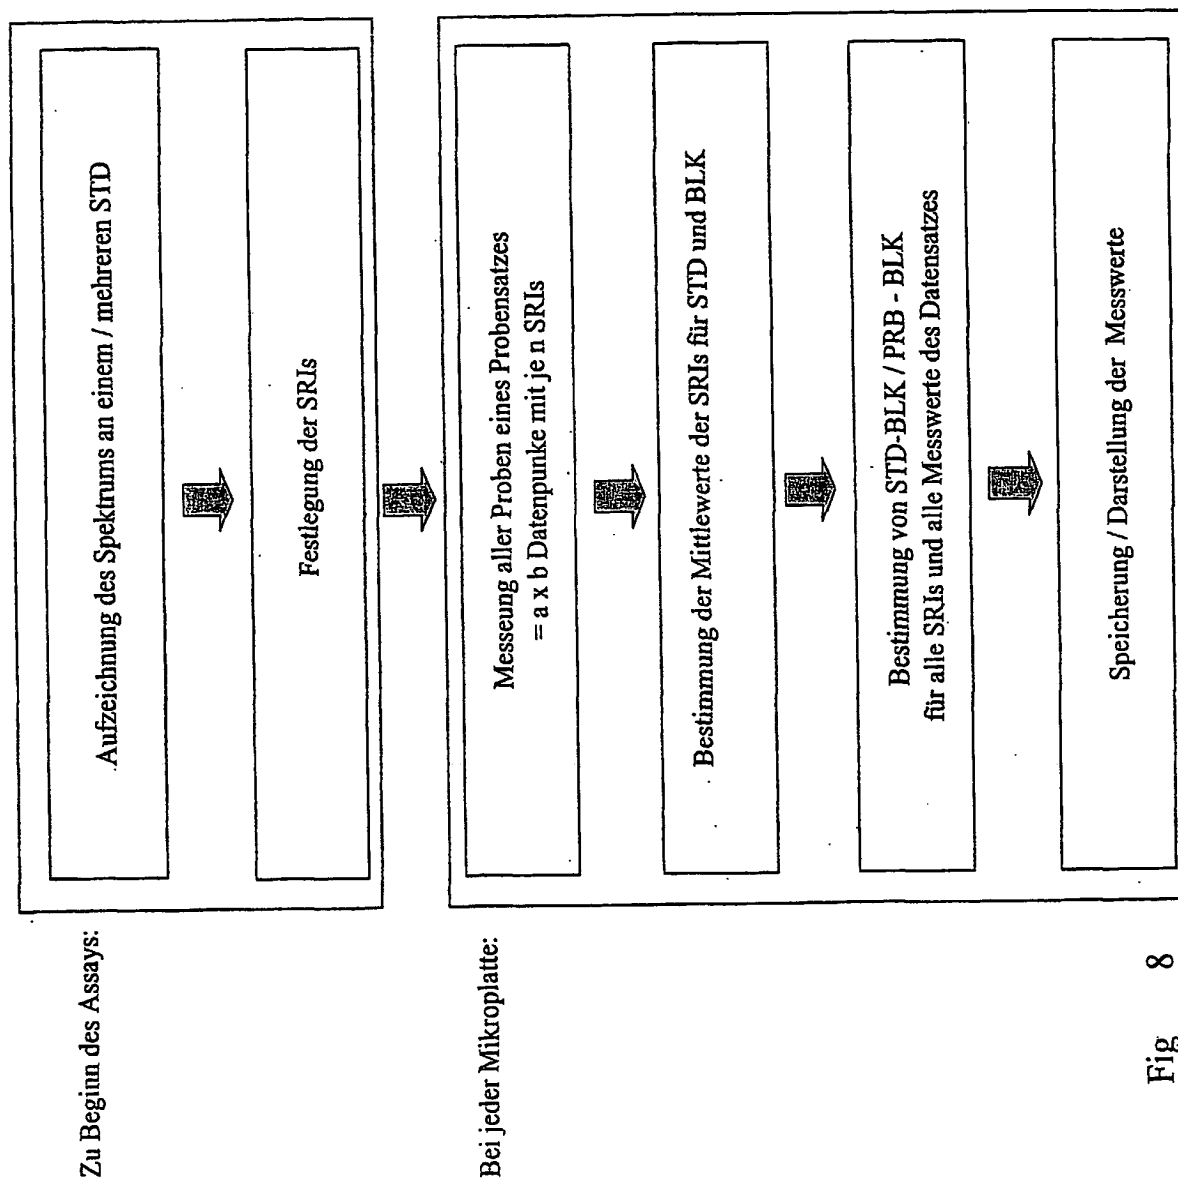 Zu Beginn des Assays:
Aufzeichnung des Spektrums an einem / mehreren STD
Festlegung der SRIs
Bei jeder Mikroplatte:
Messeung aller Proben eines Probensatzes
= a x b Datenpunke mit je n SRIs
Bestimmung der Mittlewerte der SRIs für STD und BLK
Bestimmung von STD-BLK / PRB - BLK
für alle SRIs und alle Messwerte des Datensatzes
Speicherung / Darstellung der Messwerte
Fig 8